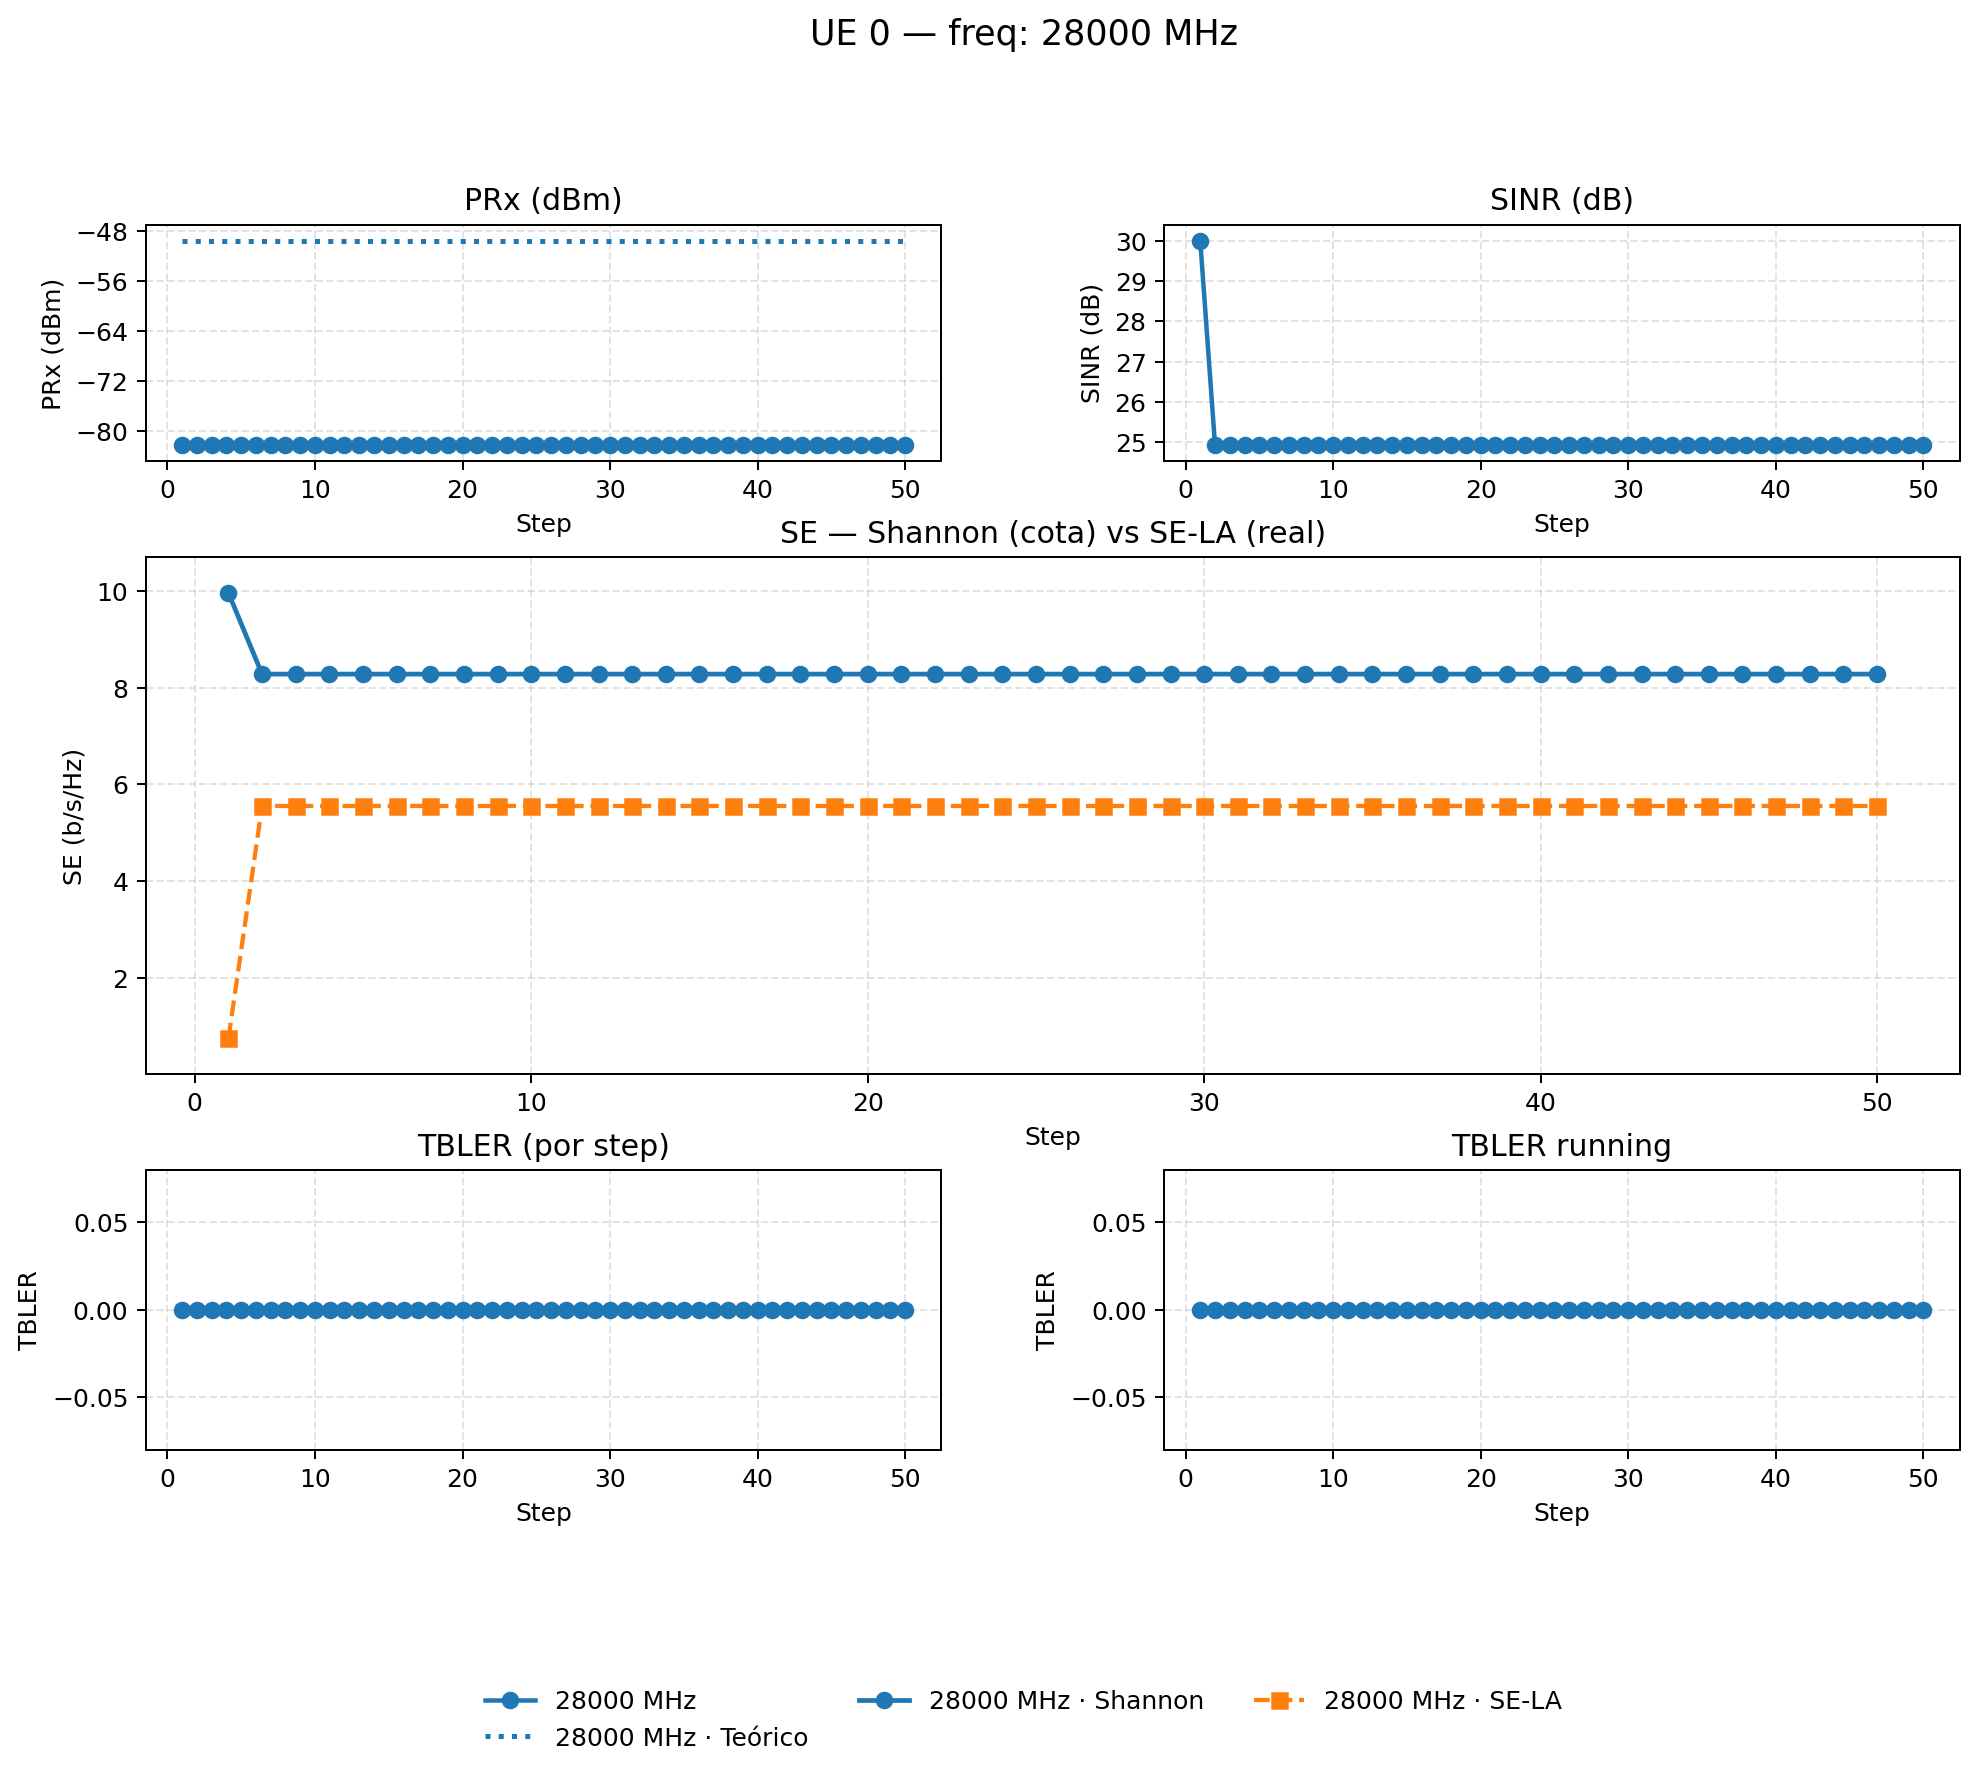 UE 0 — freq: 28000 MHz
PRx (dBm)
PRx (dBm)
−48
−56
−64
−72
−80
0 10 20 30 40 50
Step
SINR (dB)
SINR (dB)
30
29
28
27
26
25
0 10 20 30 40 50
Step
SE — Shannon (cota) vs SE-LA (real)
SE (b/s/Hz)
10
8
6
4
2
0 10 20 30 40 50
Step
TBLER (por step)
TBLER
0.05
0.00
−0.05
0 10 20 30 40 50
Step
TBLER running
TBLER
0.05
0.00
−0.05
0 10 20 30 40 50
Step
28000 MHz
28000 MHz · Teórico
28000 MHz · Shannon
28000 MHz · SE-LA